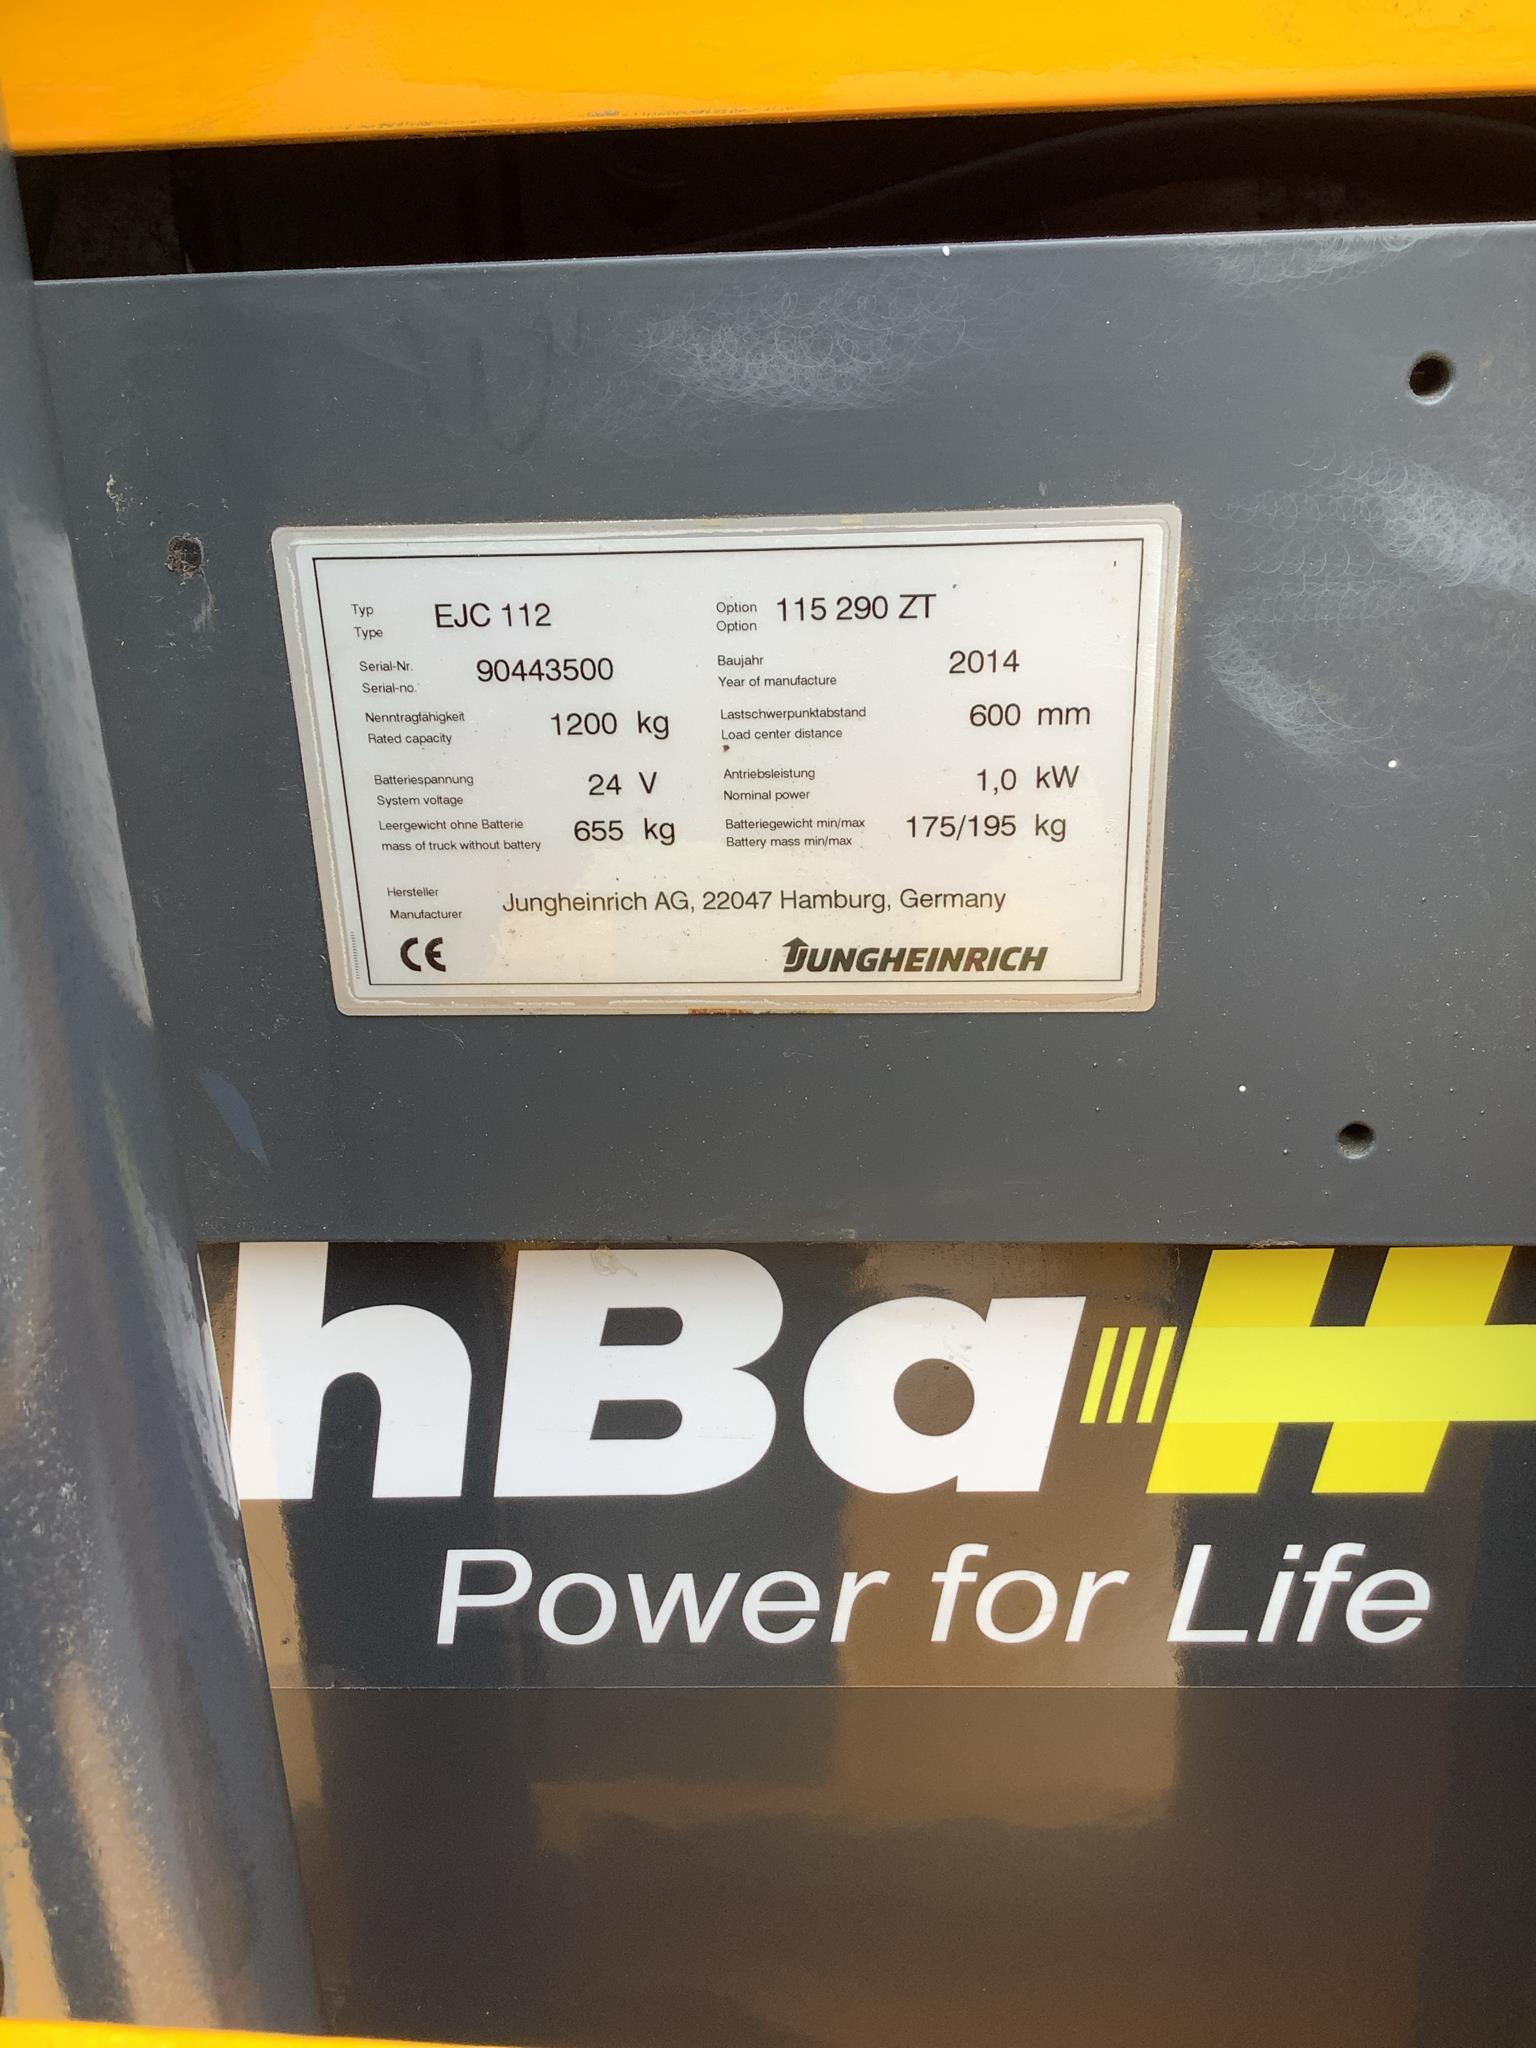 Typ EJC 112 Option 115 290 ZT
Type Option
Serial-Nr. 90443500 Baujahr 2014
Serial-no. Year of manufacture
Nenntragfähigkeit 1200 kg Lastschwerpunktabstand 600 mm
Rated capacity Load center distance
Batteriespannung 24 V Antriebsleistung 1,0 kW
System voltage Nominal power
Leergewicht ohne Batterie 655 kg Batteriegewicht min/max 175/195 kg
mass of truck without battery Battery mass min/max
Hersteller Jungheinrich AG, 22047 Hamburg, Germany
Manufacturer
CE JUNGHEINRICH
hBa
Power for Life